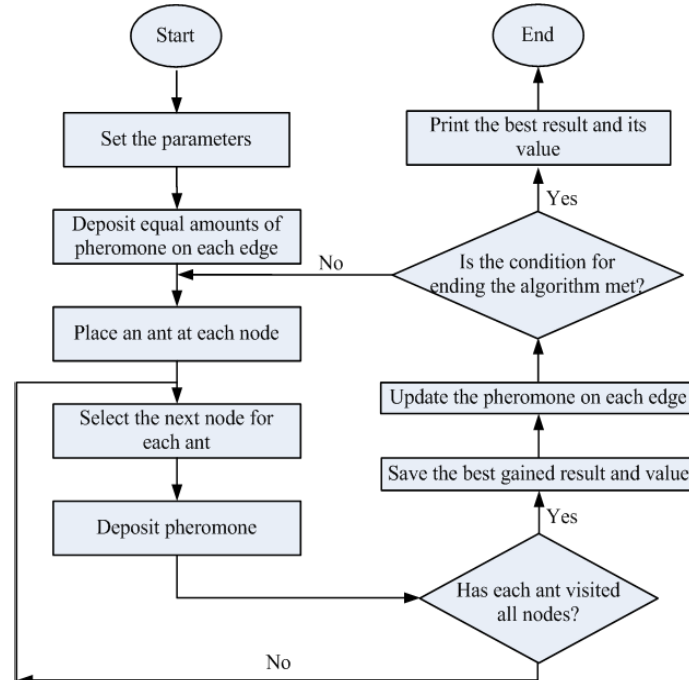 Start
Set the parameters
Deposit equal amounts of
pheromone on each edge
Place an ant at each node
Select the next node for
each ant
Deposit pheromone
Has each ant visited
all nodes?
No
Yes
Save the best gained result and value
Update the pheromone on each edge
Is the condition for
ending the algorithm met?
No
Yes
Print the best result and its
value
End